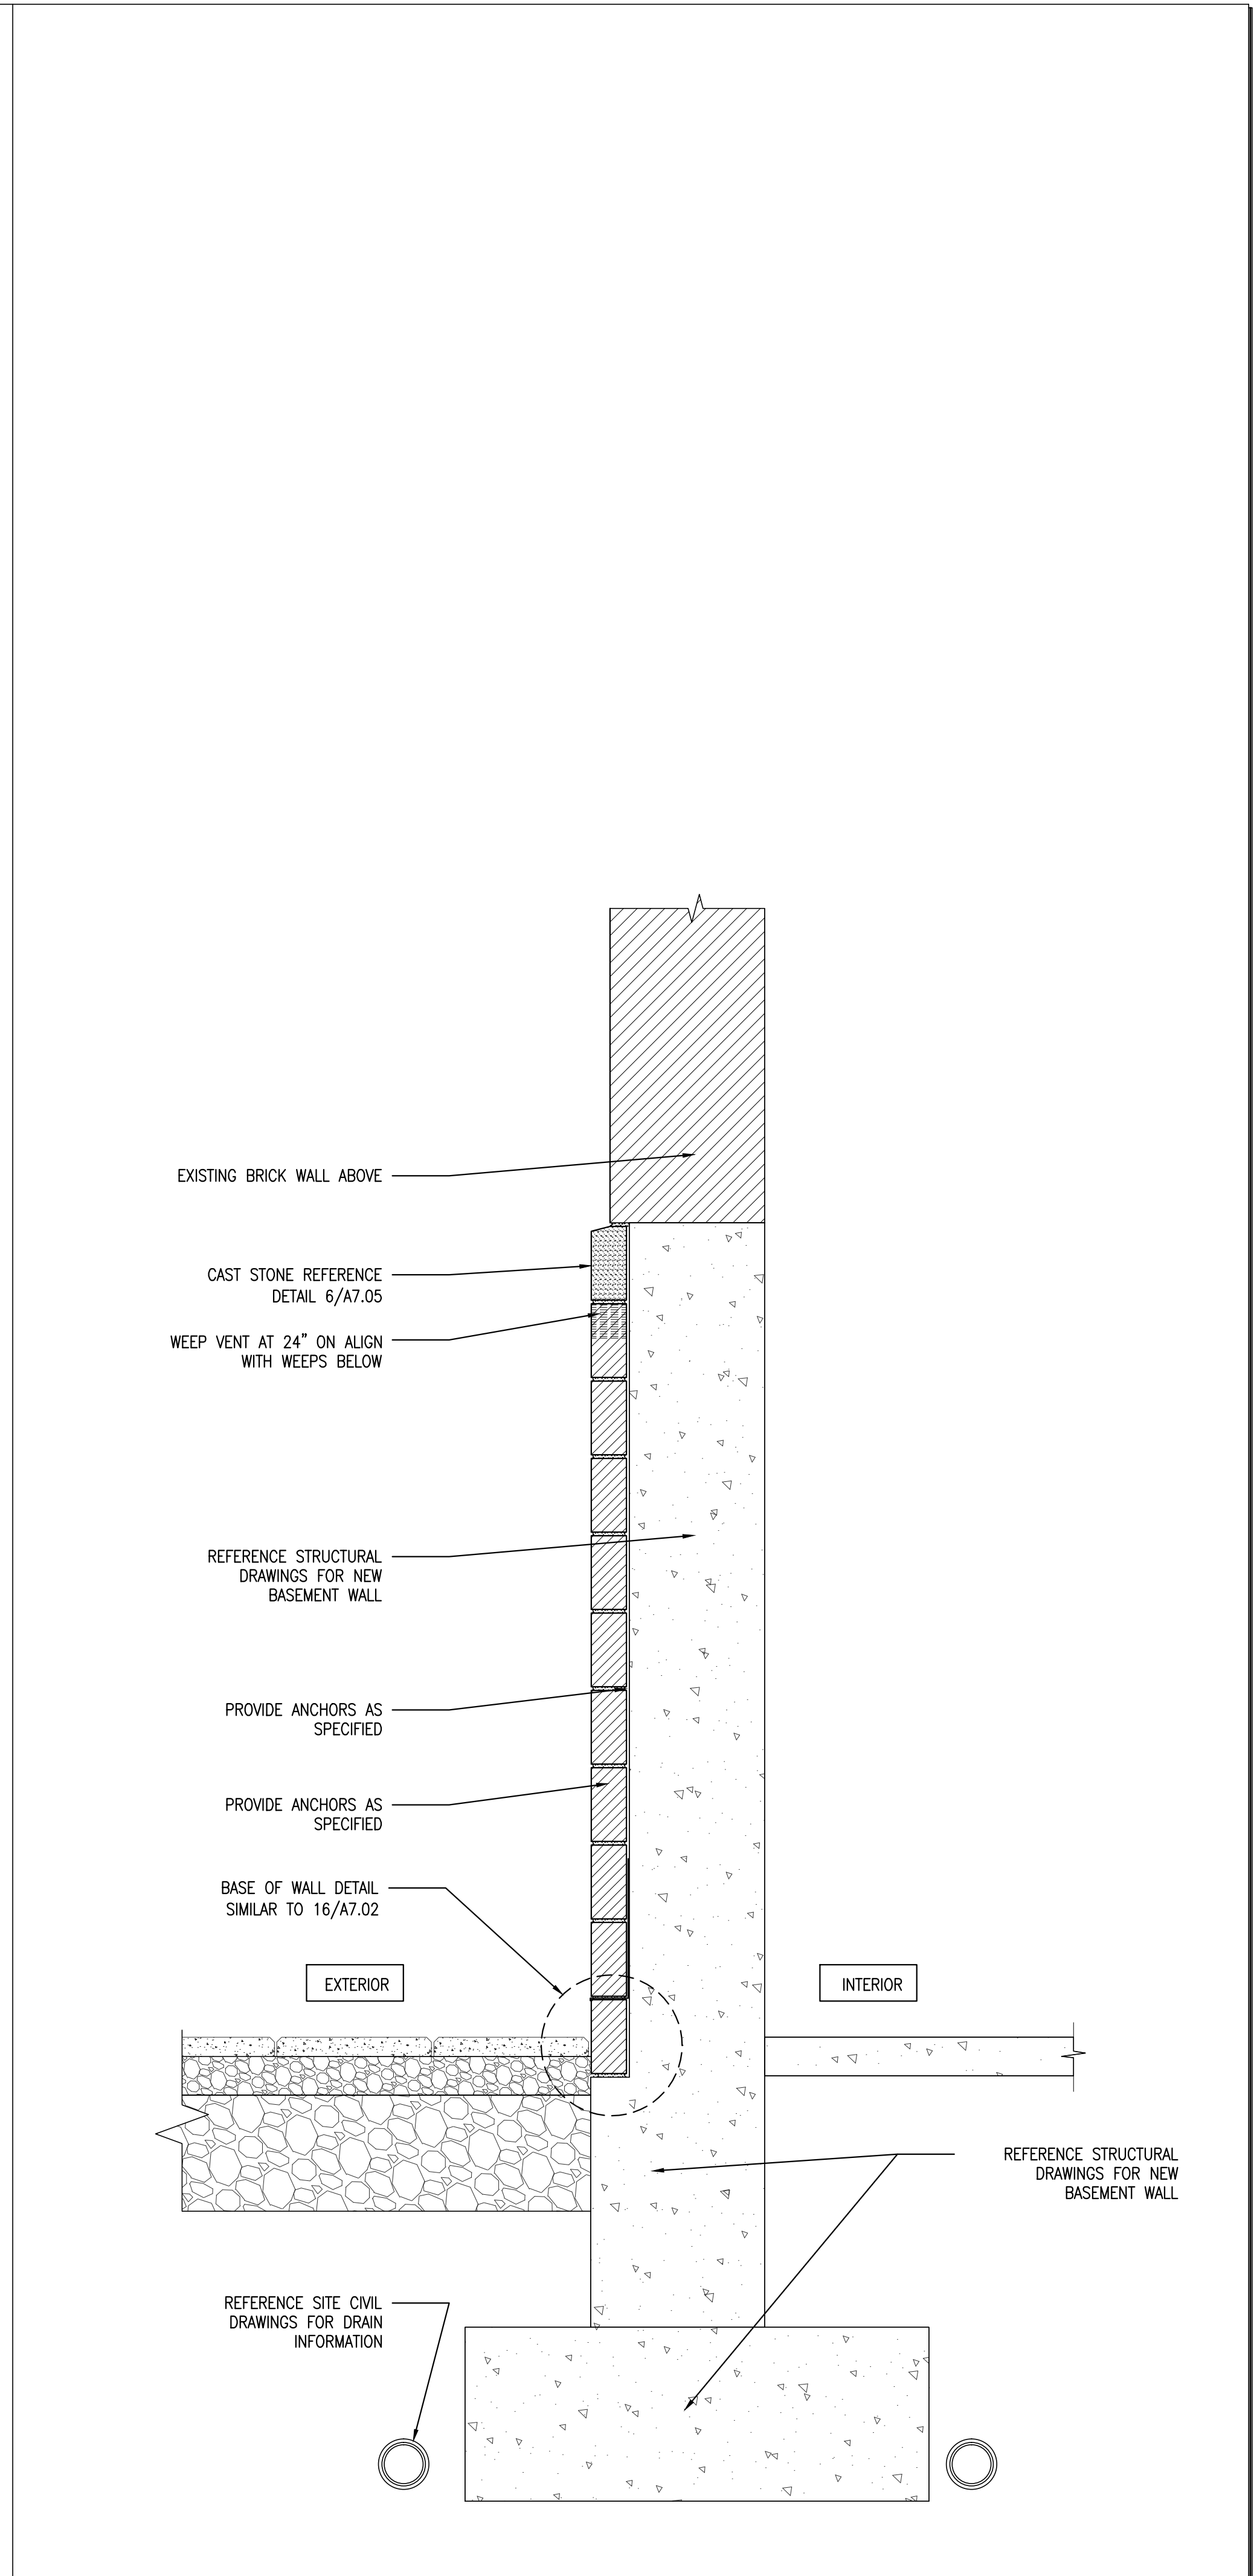 EXISTING BRICK WALL ABOVE
CAST STONE REFERENCE
DETAIL 6/A7.05
WEEP VENT AT 24" ON ALIGN
WITH WEEPS BELOW
REFERENCE STRUCTURAL
DRAWINGS FOR NEW
BASEMENT WALL
PROVIDE ANCHORS AS
SPECIFIED
PROVIDE ANCHORS AS
SPECIFIED
BASE OF WALL DETAIL
SIMILAR TO 16/A7.02
EXTERIOR
INTERIOR
REFERENCE STRUCTURAL
DRAWINGS FOR NEW
BASEMENT WALL
REFERENCE SITE CIVIL
DRAWINGS FOR DRAIN
INFORMATION